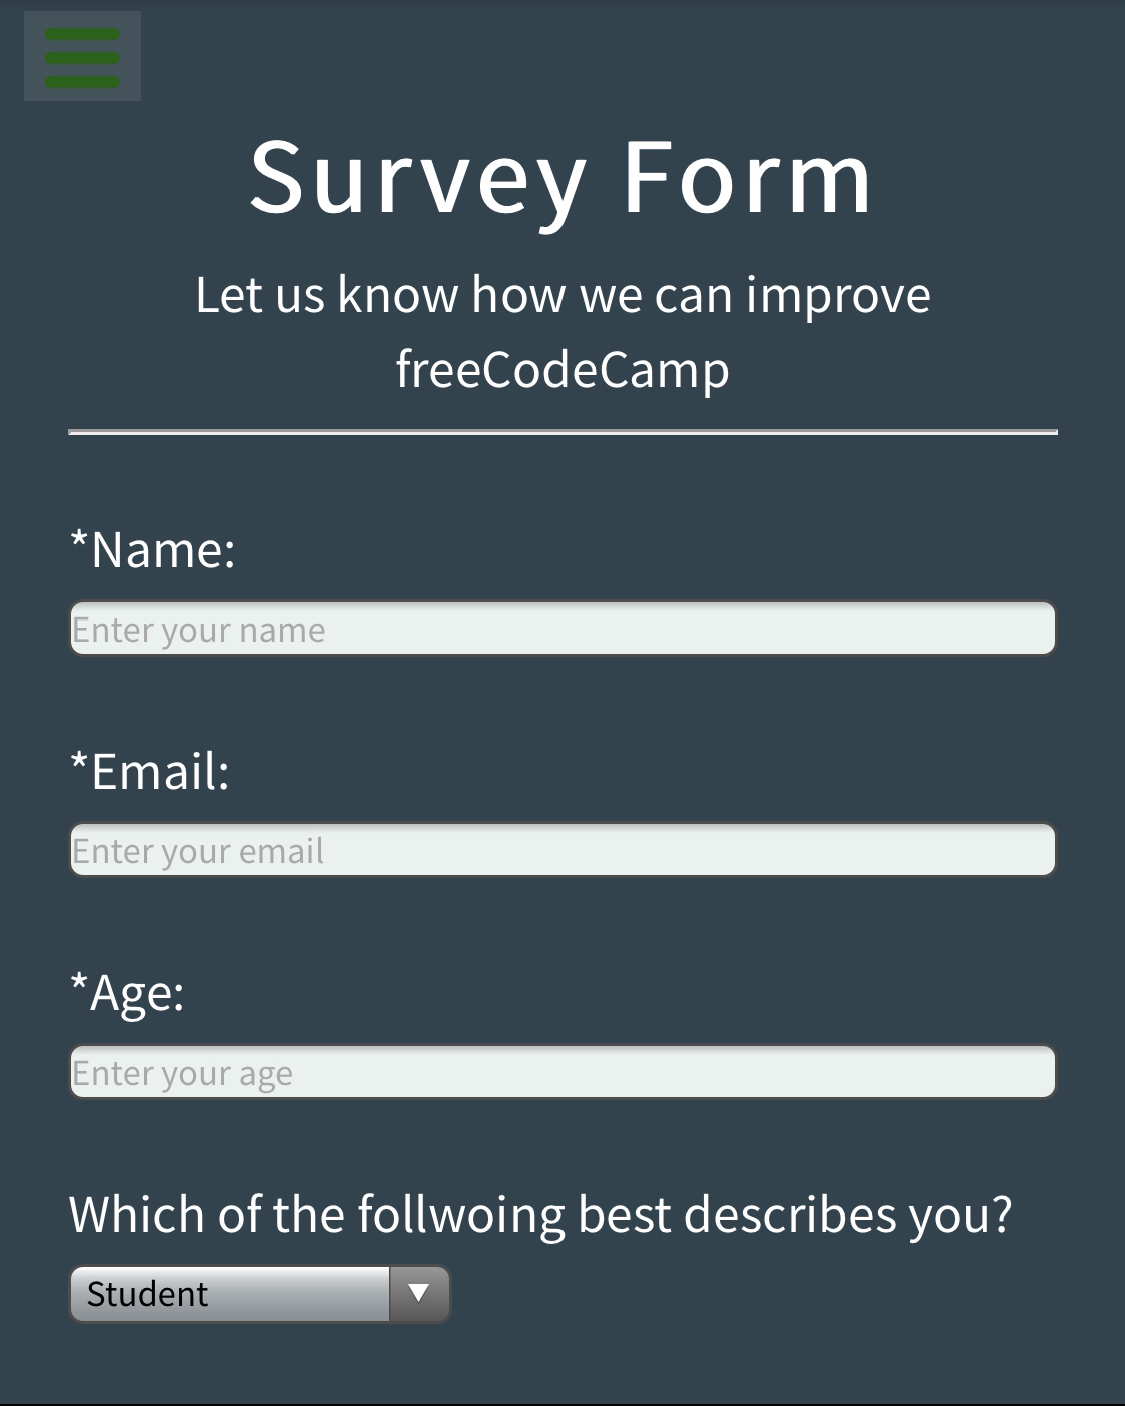 Survey Form
Let us know how we can improve
freeCodeCamp
*Name:
Enter your name
*Email:
Enter your email
*Age:
Enter your age
Which of the follwoing best describes you?
Student